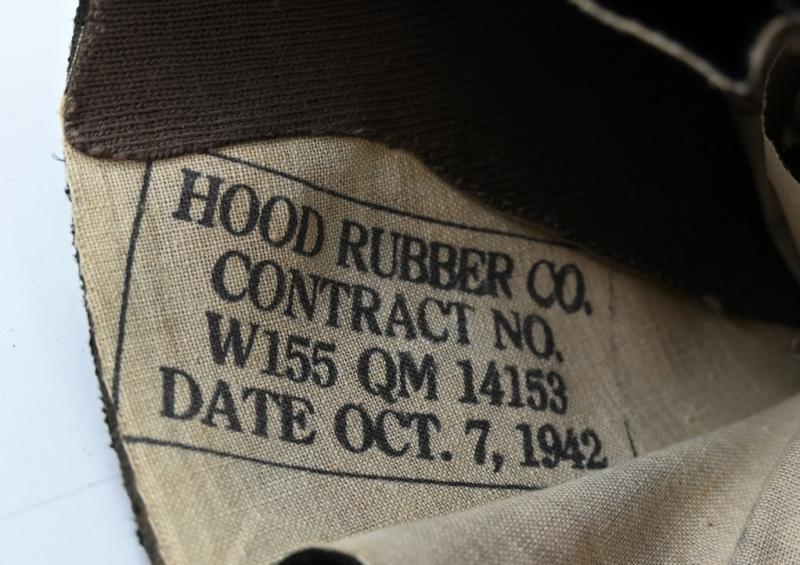 HOOD RUBBER CO.
CONTRACT NO.
W155 QM 14153
DATE OCT. 7, 1942